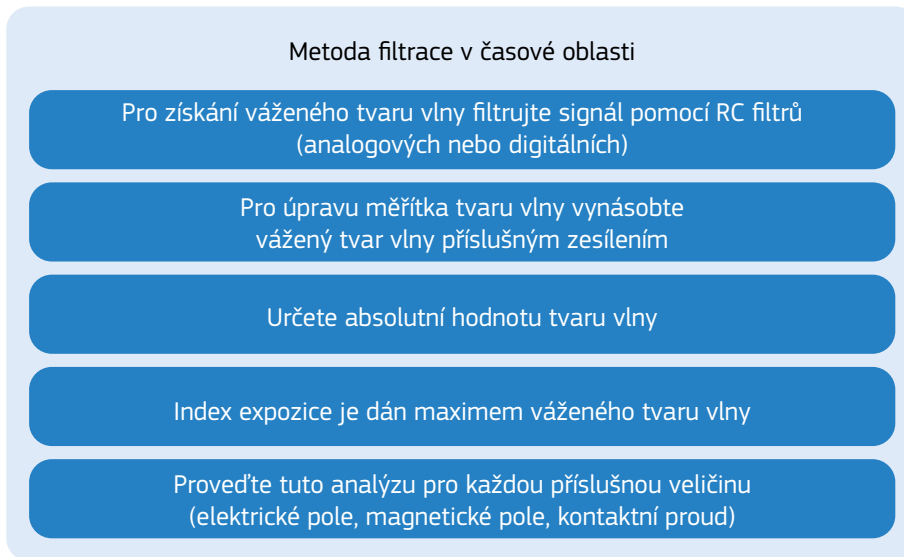 Metoda filtrace v časové oblasti
Pro získání váženého tvaru vlny filtrujte signál pomocí RC filtrů
(analogových nebo digitálních)
Pro úpravu měřítka tvaru vlny vynásobte
vážený tvar vlny příslušným zesílením
Určete absolutní hodnotu tvaru vlny
Index expozice je dán maximem váženého tvaru vlny
Proveďte tuto analýzu pro každou příslušnou veličinu
(elektrické pole, magnetické pole, kontaktní proud)